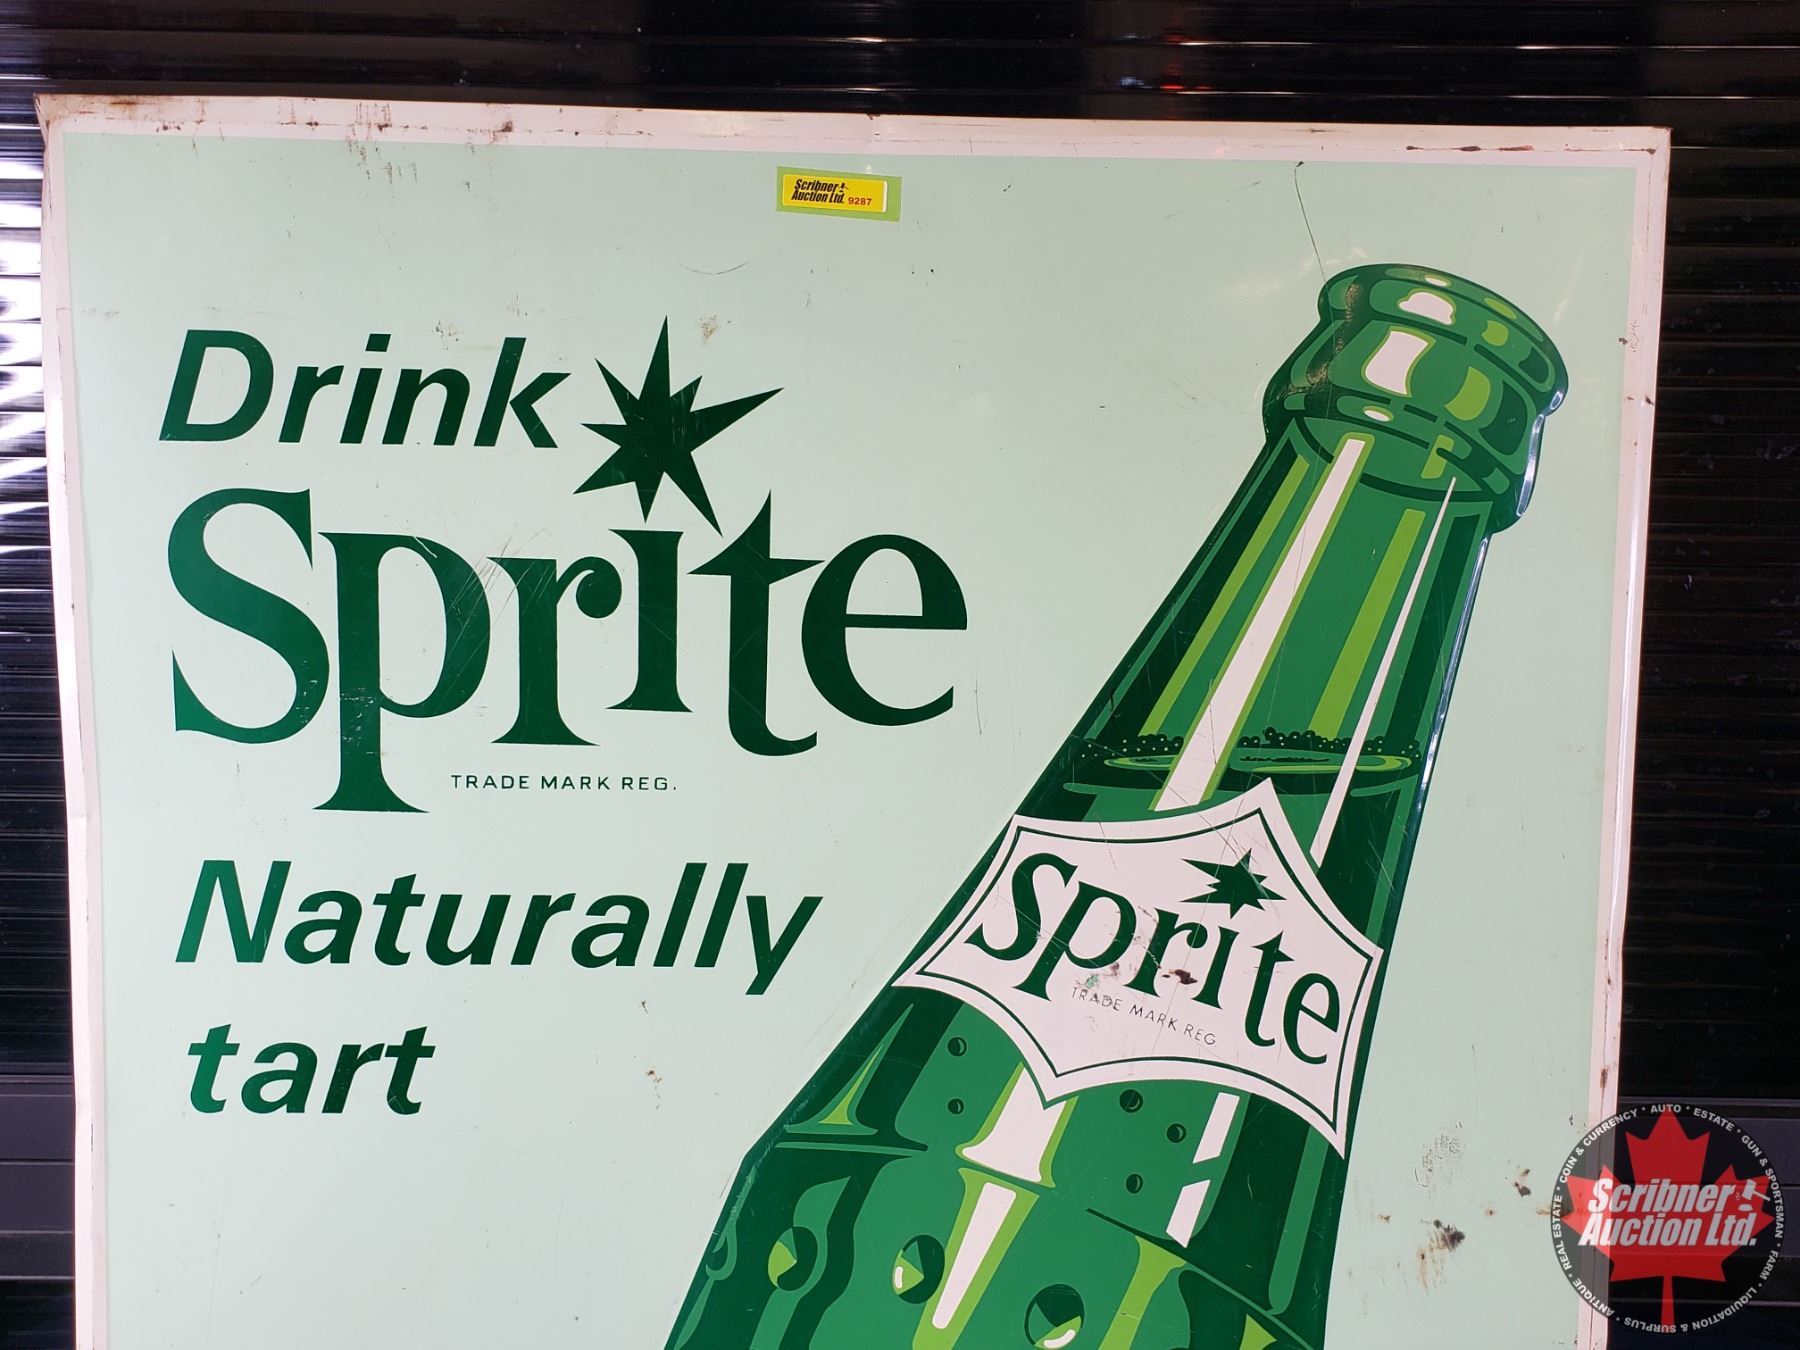 Scribner
Auction Ltd. 9287
Drink
Sprite
TRADE MARK REG.
Naturally
tart
Sprite
TRADE MARK REG
Scribner
Auction Ltd.
ANTIQUE * REAL ESTATE * COIN & CURRENCY * AUTO * ESTATE * GUN & SPORTSMAN * FARM * LIQUIDATION & SURPLUS *